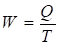 W = Q/T